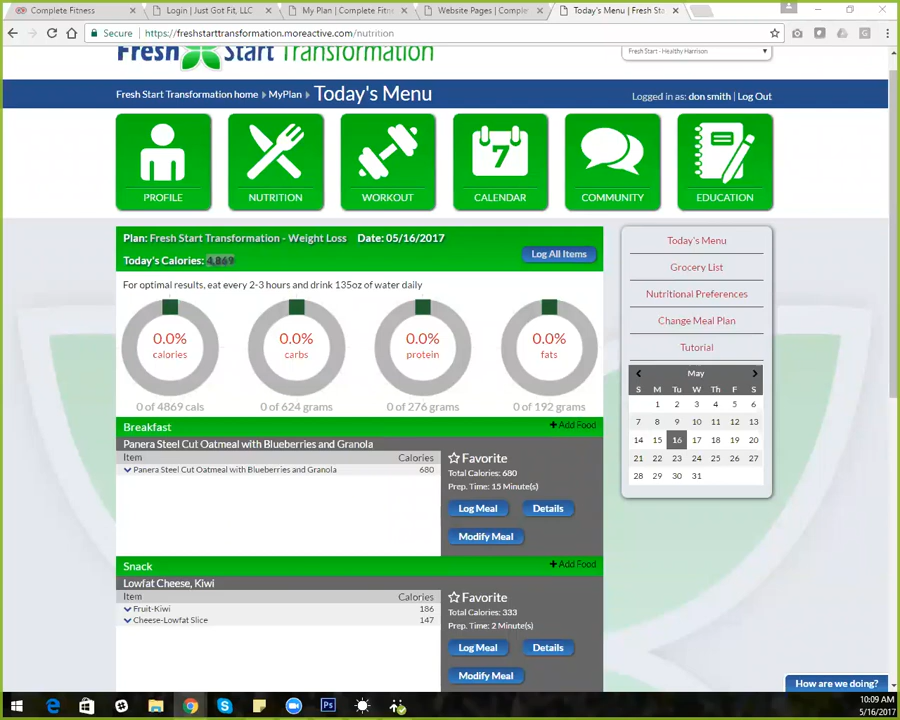 Complete Fitness
Login | Just Got Fit, LLC
My Plan | Complete Fitn
Website Pages | Comple
Today's Menu | Fresh St
Secure
https://freshstarttransformation.moreactive.com/nutrition
Fresh Start Transformation
Fresh Start - Healthy Harrison
Fresh Start Transformation home MyPlan Today's Menu
Logged in as: don smith | Log Out
PROFILE
NUTRITION
7
WORKOUT
CALENDAR
COMMUNITY
EDUCATION
Plan: Fresh Start Transformation - Weight Loss Date: 05/16/2017
Today's Calories: 4,869
Log All Items
For optimal results, eat every 2-3 hours and drink 135oz of water daily
0.0% calories
0.0% carbs
0.0% protein
0.0% fats
0 of 4869 cals
0 of 624 grams
0 of 276 grams
0 of 192 grams
Breakfast
+ Add Food
Panera Steel Cut Oatmeal with Blueberries and Granola
Item Calories
Panera Steel Cut Oatmeal with Blueberries and Granola 680
Favorite
Total Calories: 680
Prep. Time: 15 Minute(s)
Log Meal
Details
Modify Meal
Snack
+ Add Food
Lowfat Cheese, Kiwi
Item Calories
Fruit-Kiwi 186
Cheese-Lowfat Slice 147
Favorite
Total Calories: 333
Prep. Time: 2 Minute(s)
Log Meal
Details
Modify Meal
Today's Menu
Grocery List
Nutritional Preferences
Change Meal Plan
Tutorial
May
S M Tu W Th F S
1 2 3 4 5 6
7 8 9 10 11 12 13
14 15 16 17 18 19 20
21 22 23 24 25 26 27
28 29 30 31
How are we doing?
Ps
10:09 AM
5/16/2017